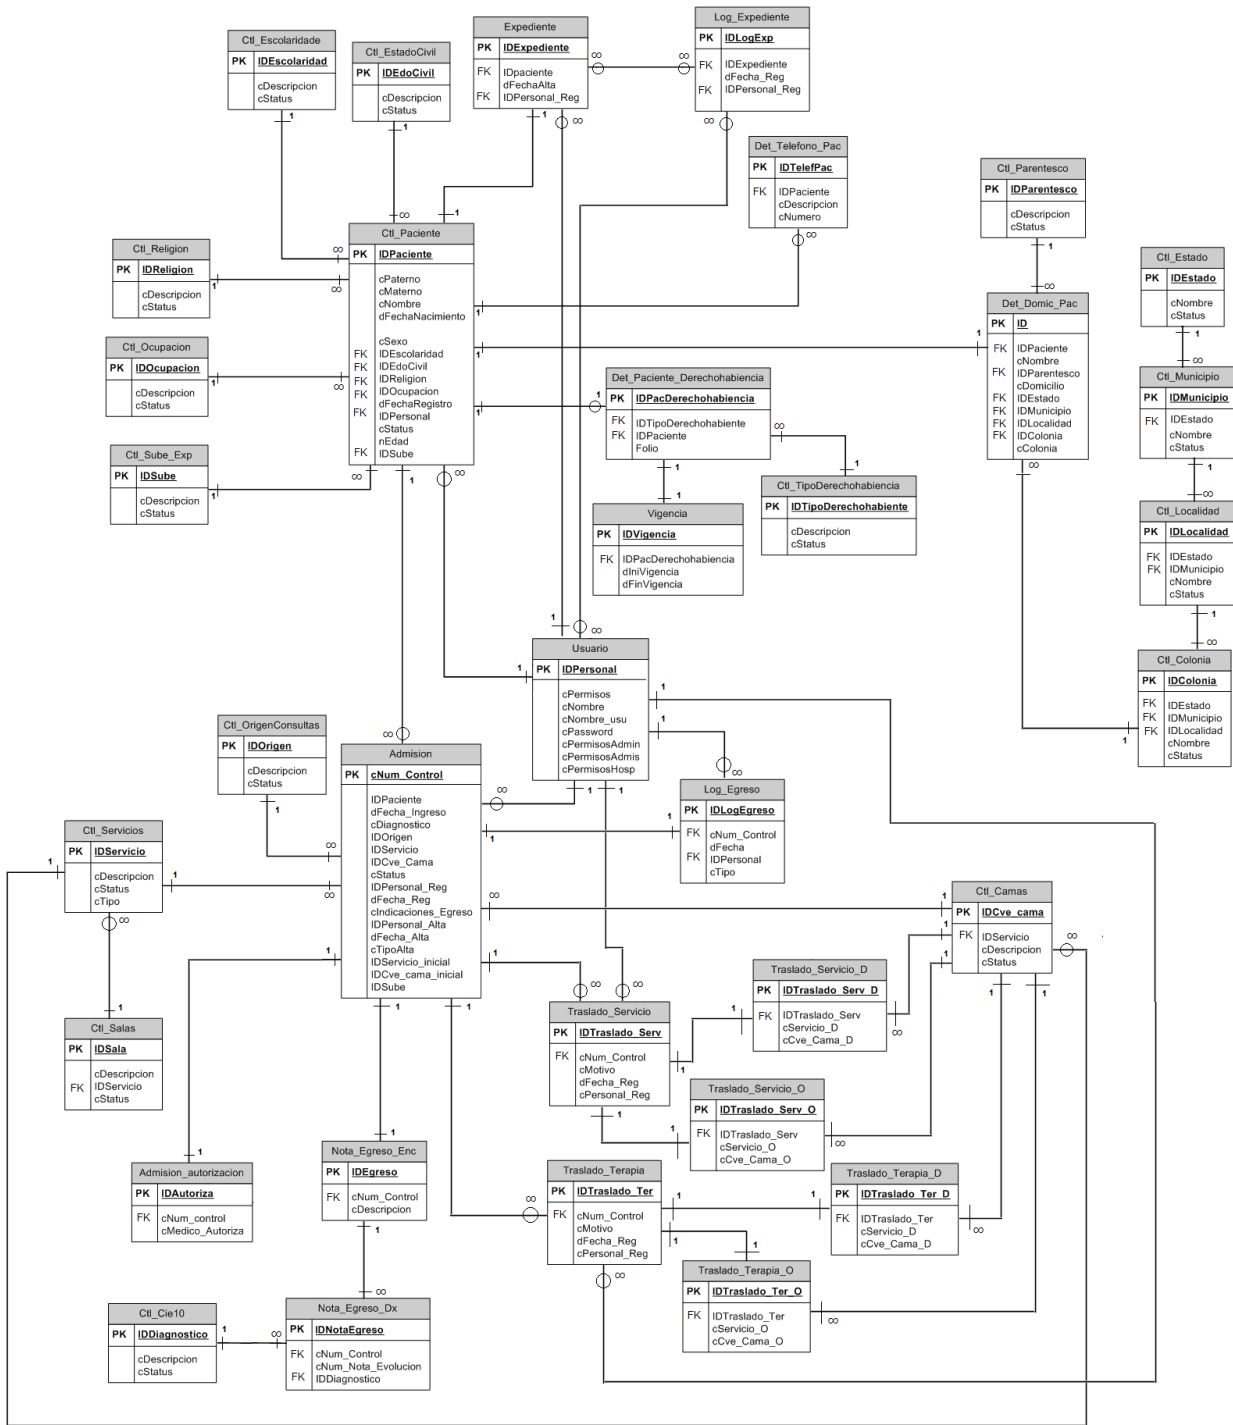 Ctl_Escolaridade
PK IDEscolaridad
cDescripcion
cStatus
Ctl_EstadoCivil
PK IDEdoCivil
cDescripcion
cStatus
Expediente
PK IDExpediente
FK IDpaciente
dFechaAlta
FK IDPersonal_Reg
Log_Expediente
PK IDLogExp
FK IDExpediente
dFecha_Reg
FK IDPersonal_Reg
Det_Telefono_Pac
PK IDTelefPac
FK IDPaciente
cDescripcion
cNumero
Ctl_Parentesco
PK IDParentesco
cDescripcion
cStatus
Ctl_Religion
PK IDReligion
cDescripcion
cStatus
Ctl_Paciente
PK IDPaciente
cPaterno
cMaterno
cNombre
dFechaNacimiento
cSexo
FK IDEscolaridad
FK IDEdoCivil
FK IDReligion
FK IDOcupacion
dFechaRegistro
FK IDPersonal
cStatus
nEdad
FK IDSube
Ctl_Estado
PK IDEstado
cNombre
cStatus
Det_Domic_Pac
PK ID
FK IDPaciente
cNombre
FK IDParentesco
cDomicilio
FK IDEstado
FK IDMunicipio
FK IDLocalidad
FK IDColonia
cColonia
Ctl_Ocupacion
PK IDOcupacion
cDescripcion
cStatus
Det_Paciente_Derechohabiencia
PK IDPacDerechohabiencia
FK IDTipoDerechohabiente
FK IDPaciente
Folio
Ctl_Municipio
PK IDMunicipio
FK IDEstado
cNombre
cStatus
Ctl_Sube_Exp
PK IDSube
cDescripcion
cStatus
Vigencia
PK IDVigencia
FK IDPacDerechohabiencia
dIniVigencia
dFinVigencia
Ctl_TipoDerechohabiencia
PK IDTipoDerechohabiente
cDescripcion
cStatus
Ctl_Localidad
PK IDLocalidad
FK IDEstado
FK IDMunicipio
cNombre
cStatus
Usuario
PK IDPersonal
cPermisos
cNombre
cNombre_usu
cPassword
cPermisosAdmin
cPermisosAdmis
cPermisosHosp
Ctl_Colonia
PK IDColonia
FK IDEstado
FK IDMunicipio
FK IDLocalidad
cNombre
cStatus
Ctl_OrigenConsultas
PK IDOrigen
cDescripcion
cStatus
Admision
PK cNum_Control
IDPaciente
dFecha_Ingreso
cDiagnostico
IDOrigen
IDServicio
IDCve_Cama
cStatus
IDPersonal_Reg
dFecha_Reg
cIndicaciones_Egreso
IDPersonal_Alta
dFecha_Alta
cTipoAlta
IDServicio_inicial
IDCve_cama_inicial
IDSube
Log_Egreso
PK IDLogEgreso
FK cNum_Control
dFecha
FK IDPersonal
cTipo
Ctl_Servicios
PK IDServicio
cDescripcion
cStatus
cTipo
Ctl_Camas
PK IDCve_cama
FK IDServicio
cDescripcion
cStatus
Traslado_Servicio_D
PK IDTraslado_Serv_D
FK IDTraslado_Serv
cServicio_D
cCve_Cama_D
Traslado_Servicio
PK IDTraslado_Serv
FK cNum_Control
cMotivo
dFecha_Reg
cPersonal_Reg
Ctl_Salas
PK IDSala
cDescripcion
FK IDServicio
cStatus
Traslado_Servicio_O
PK IDTraslado_Serv_O
FK IDTraslado_Serv
cServicio_O
cCve_Cama_O
Admision_autorizacion
PK IDAutoriza
FK cNum_control
cMedico_Autoriza
Nota_Egreso_Enc
PK IDEgreso
FK cNum_Control
cDescripcion
Traslado_Terapia
PK IDTraslado_Ter
FK cNum_Control
cMotivo
dFecha_Reg
cPersonal_Reg
Traslado_Terapia_D
PK IDTraslado_Ter_D
FK IDTraslado_Ter
cServicio_D
cCve_Cama_D
Traslado_Terapia_O
PK IDTraslado_Ter_O
FK IDTraslado_Ter
cServicio_O
cCve_Cama_O
Ctl_Cie10
PK IDDiagnostico
cDescripcion
cStatus
Nota_Egreso_Dx
PK IDNotaEgreso
FK cNum_Control
cNum_Nota_Evolucion
FK IDDiagnostico